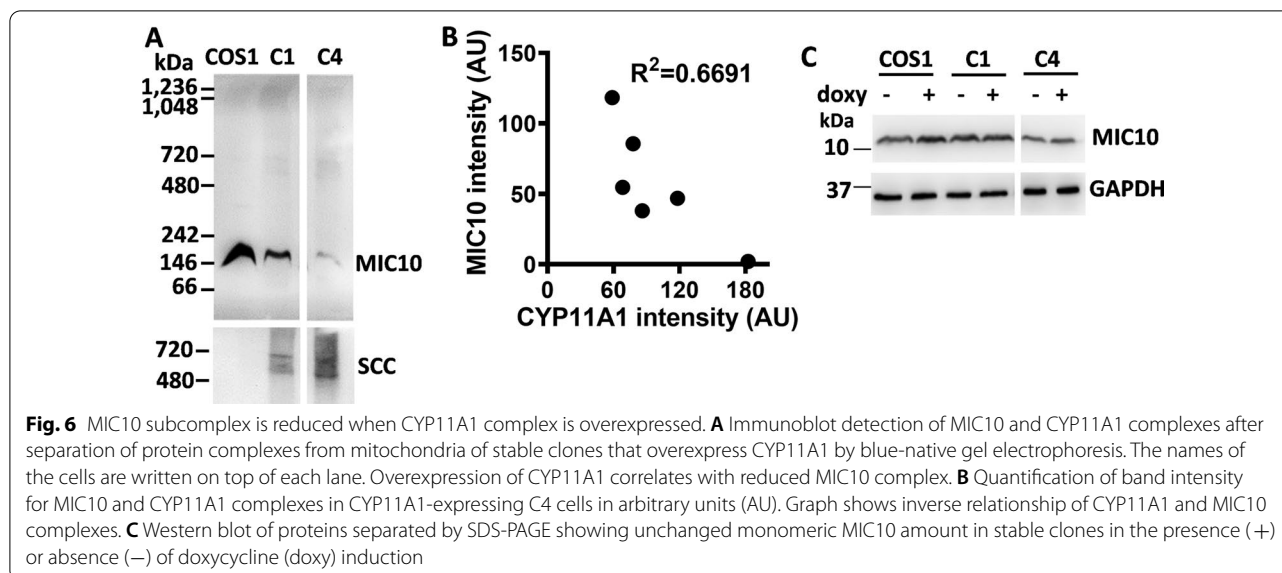 A
kDa COS1 C1 C4
1,236
1,048
720
480
242
146
66
MIC10
720
480
SCC
B
MIC10 intensity (AU)
150
100
50
0
R²=0.6691
0 60 120 180
CYP11A1 intensity (AU)
C
COS1 C1 C4
doxy - + - + - +
kDa
10
MIC10
37
GAPDH
Fig. 6 MIC10 subcomplex is reduced when CYP11A1 complex is overexpressed. A Immunoblot detection of MIC10 and CYP11A1 complexes after
separation of protein complexes from mitochondria of stable clones that overexpress CYP11A1 by blue-native gel electrophoresis. The names of
the cells are written on top of each lane. Overexpression of CYP11A1 correlates with reduced MIC10 complex. B Quantification of band intensity
for MIC10 and CYP11A1 complexes in CYP11A1-expressing C4 cells in arbitrary units (AU). Graph shows inverse relationship of CYP11A1 and MIC10
complexes. C Western blot of proteins separated by SDS-PAGE showing unchanged monomeric MIC10 amount in stable clones in the presence (+)
or absence (−) of doxycycline (doxy) induction